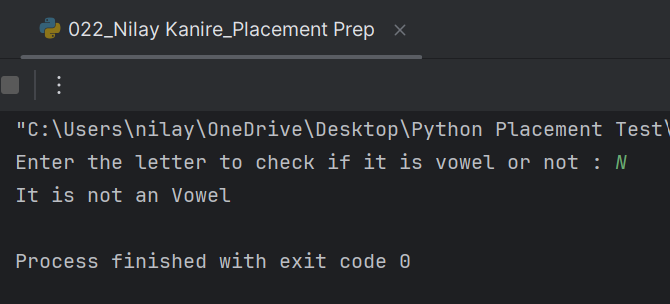 022_Nilay Kanire_Placement Prep
"C:\Users\nilay\OneDrive\Desktop\Python Placement Test\
Enter the letter to check if it is vowel or not : N
It is not an Vowel
Process finished with exit code 0